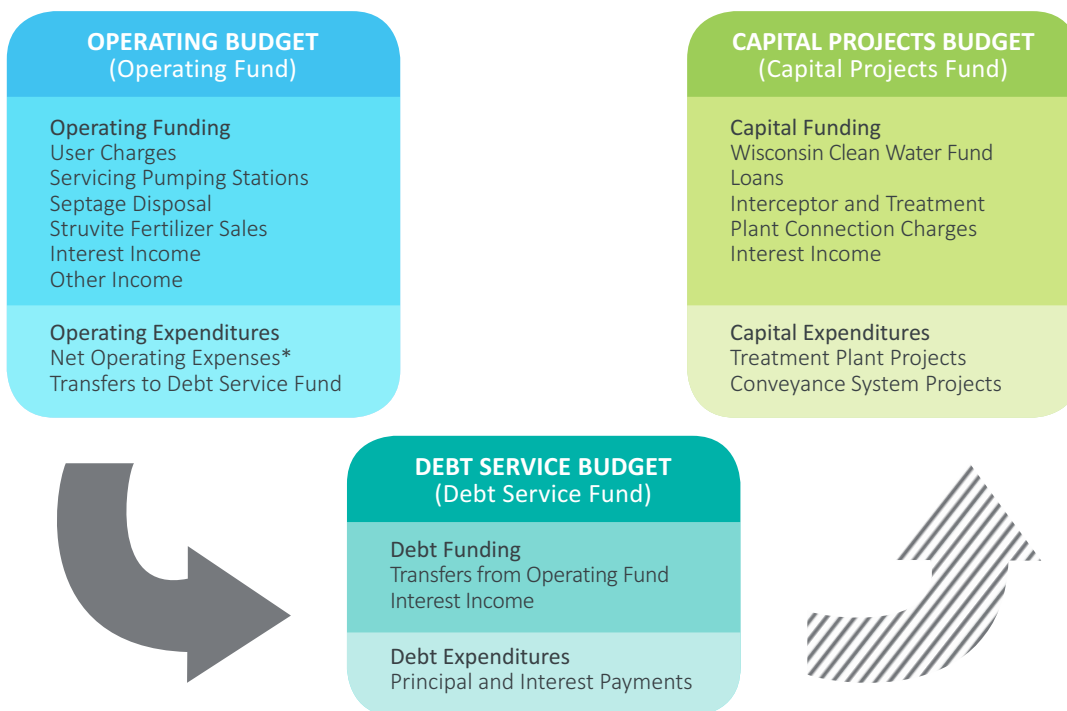 OPERATING BUDGET
(Operating Fund)
Operating Funding
User Charges
Servicing Pumping Stations
Septage Disposal
Struvite Fertilizer Sales
Interest Income
Other Income
Operating Expenditures
Net Operating Expenses*
Transfers to Debt Service Fund
CAPITAL PROJECTS BUDGET
(Capital Projects Fund)
Capital Funding
Wisconsin Clean Water Fund
Loans
Interceptor and Treatment
Plant Connection Charges
Interest Income
Capital Expenditures
Treatment Plant Projects
Conveyance System Projects
DEBT SERVICE BUDGET
(Debt Service Fund)
Debt Funding
Transfers from Operating Fund
Interest Income
Debt Expenditures
Principal and Interest Payments